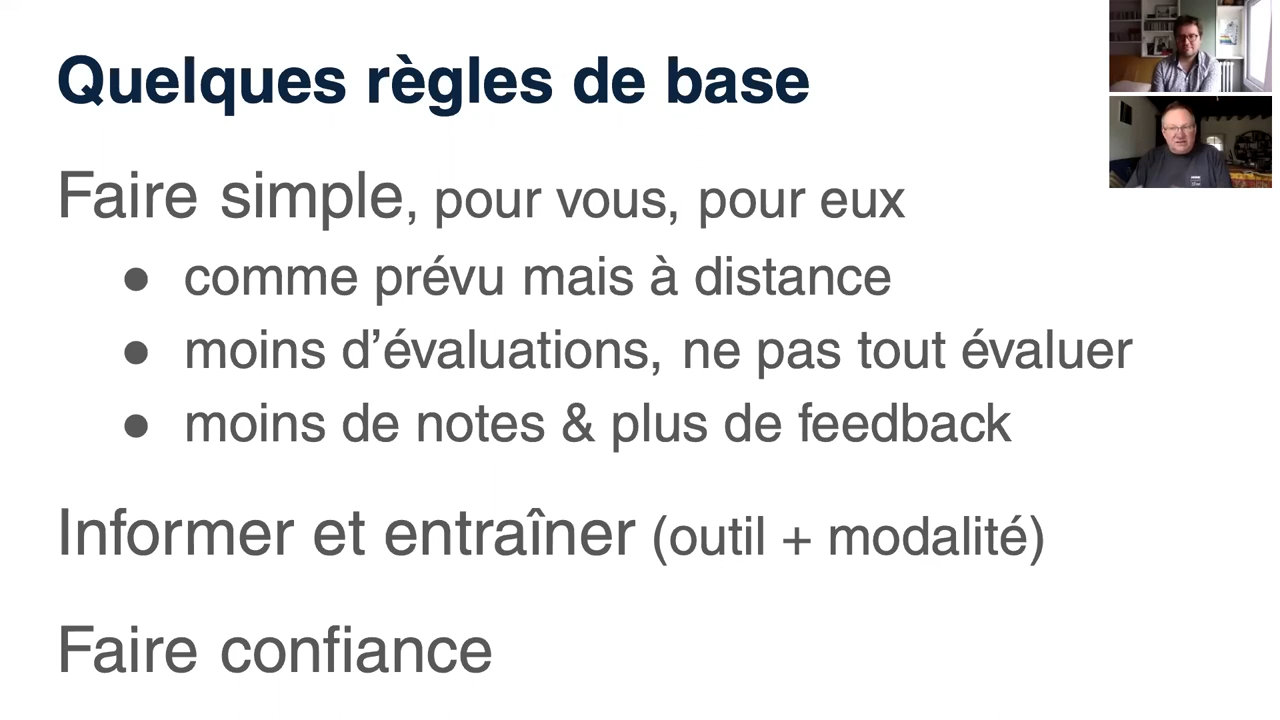 Quelques règles de base
Faire simple, pour vous, pour eux
● comme prévu mais à distance
● moins d’évaluations, ne pas tout évaluer
● moins de notes & plus de feedback
Informer et entraîner (outil + modalité)
Faire confiance